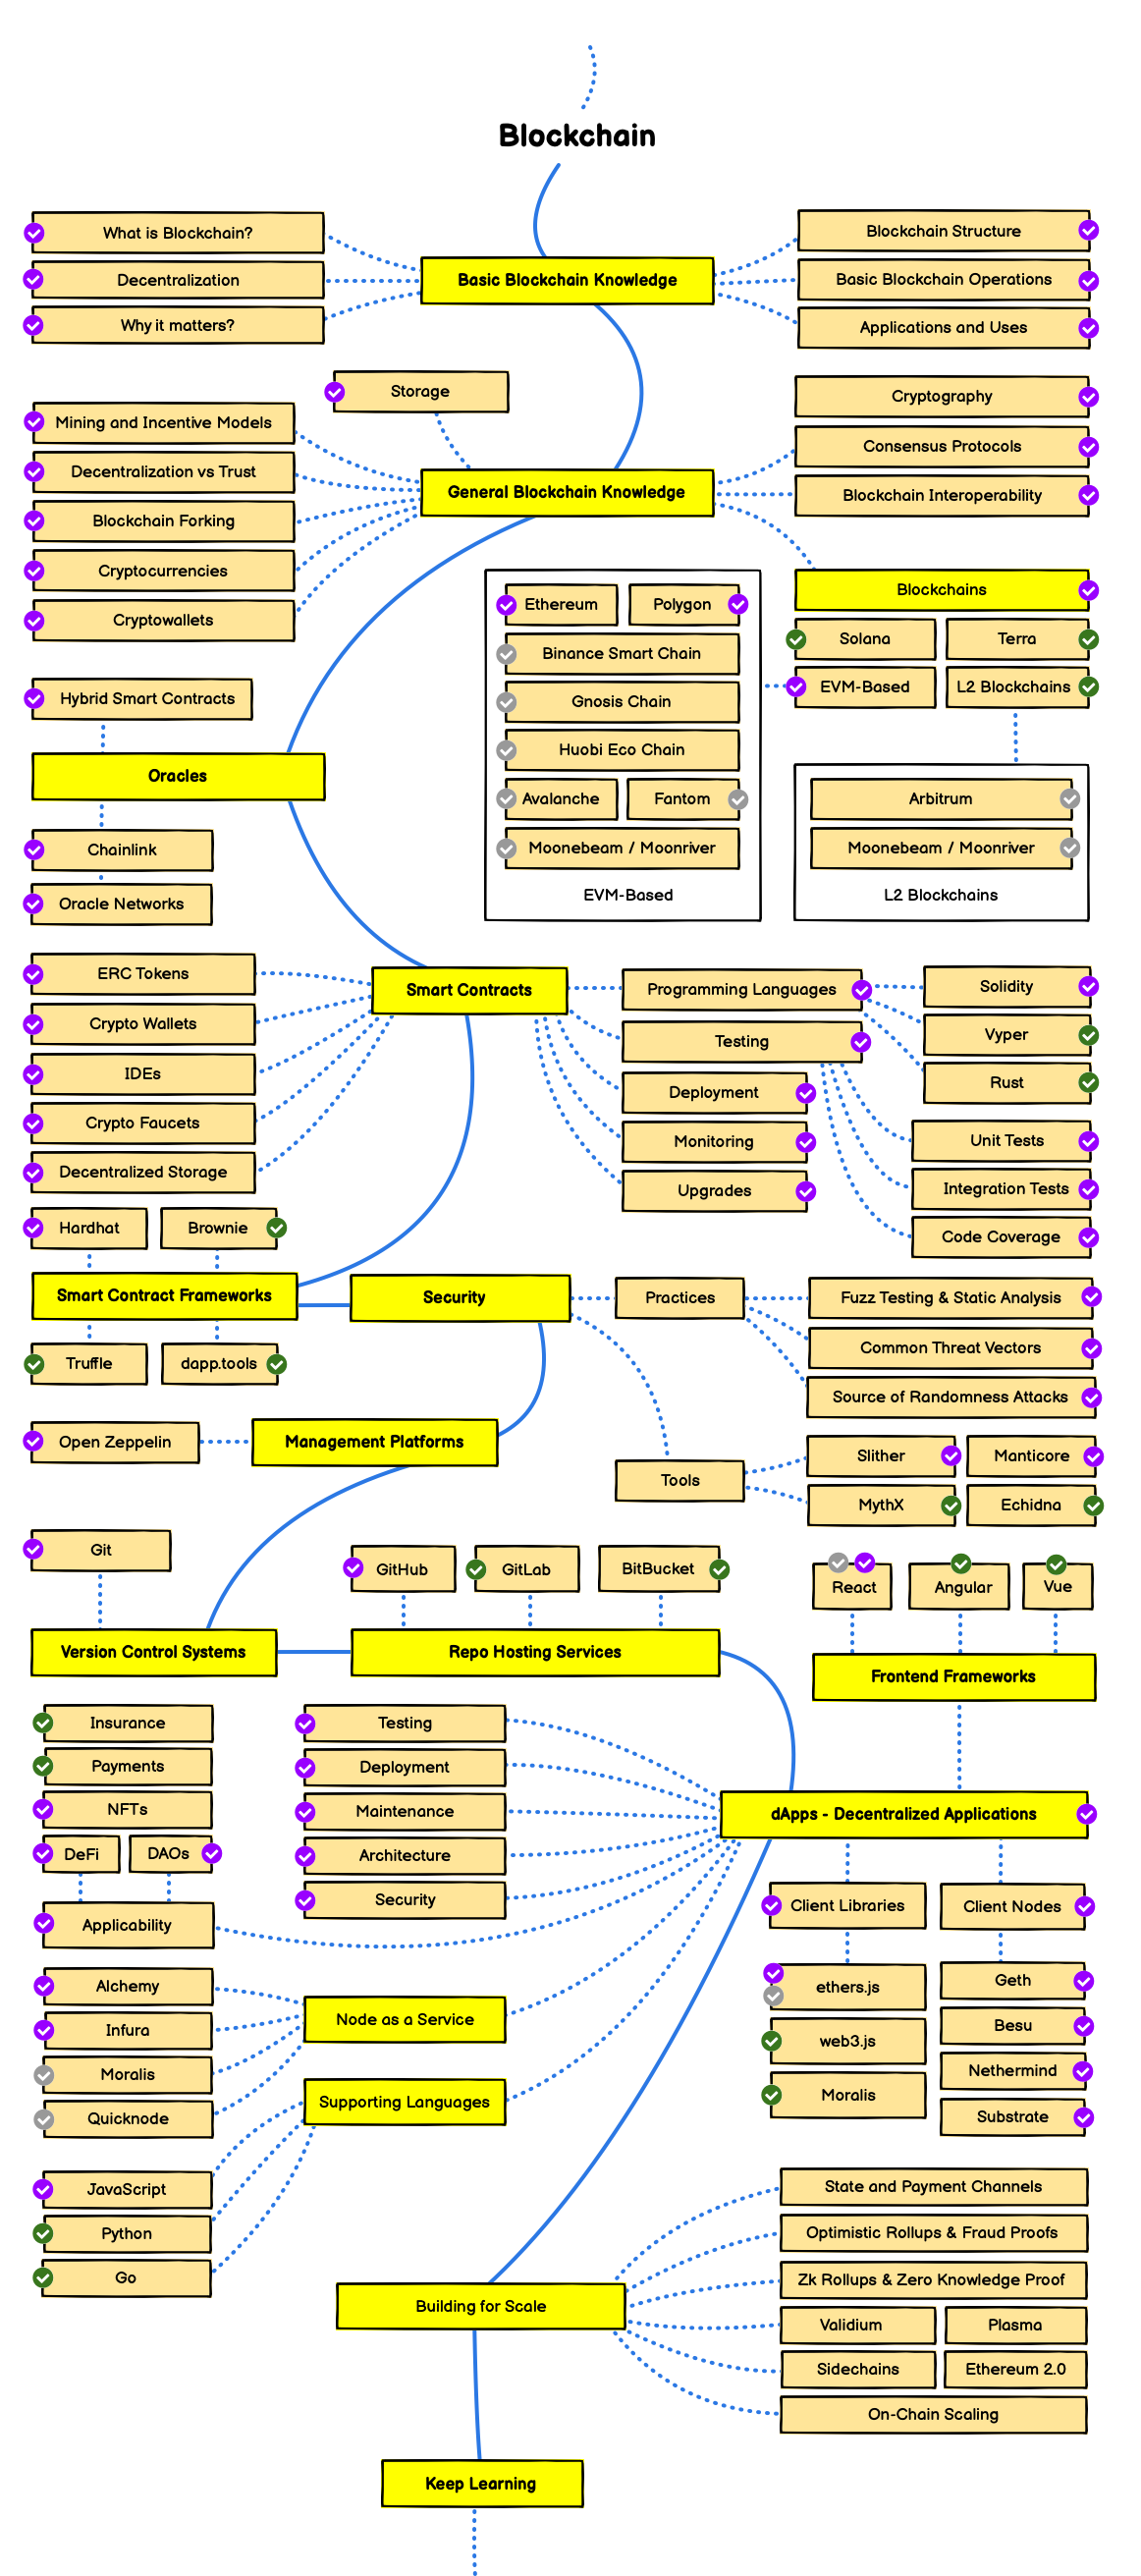 Blockchain
What is Blockchain?
Decentralization
Why it matters?
Basic Blockchain Knowledge
Blockchain Structure
Basic Blockchain Operations
Applications and Uses
Storage
Mining and Incentive Models
Decentralization vs Trust
Blockchain Forking
Cryptocurrencies
Cryptowallets
General Blockchain Knowledge
Cryptography
Consensus Protocols
Blockchain Interoperability
Blockchains
Solana
Terra
EVM-Based
L2 Blockchains
Ethereum
Polygon
Binance Smart Chain
Gnosis Chain
Huobi Eco Chain
Avalanche
Fantom
Moonebeam / Moonriver
EVM-Based
Arbitrum
Moonebeam / Moonriver
L2 Blockchains
Hybrid Smart Contracts
Oracles
Chainlink
Oracle Networks
ERC Tokens
Crypto Wallets
IDEs
Crypto Faucets
Decentralized Storage
Smart Contracts
Programming Languages
Testing
Deployment
Monitoring
Upgrades
Solidity
Vyper
Rust
Unit Tests
Integration Tests
Code Coverage
Hardhat
Brownie
Smart Contract Frameworks
Truffle
dapp.tools
Security
Practices
Fuzz Testing & Static Analysis
Common Threat Vectors
Source of Randomness Attacks
Open Zeppelin
Management Platforms
Tools
Slither
Manticore
MythX
Echidna
Git
GitHub
GitLab
BitBucket
Version Control Systems
Repo Hosting Services
React
Angular
Vue
Frontend Frameworks
Insurance
Payments
NFTs
DeFi
DAOs
Applicability
Testing
Deployment
Maintenance
Architecture
Security
dApps - Decentralized Applications
Client Libraries
Client Nodes
ethers.js
web3.js
Moralis
Geth
Besu
Nethermind
Substrate
Alchemy
Infura
Moralis
Quicknode
Node as a Service
Supporting Languages
JavaScript
Python
Go
Building for Scale
State and Payment Channels
Optimistic Rollups & Fraud Proofs
Zk Rollups & Zero Knowledge Proof
Validium
Plasma
Sidechains
Ethereum 2.0
On-Chain Scaling
Keep Learning